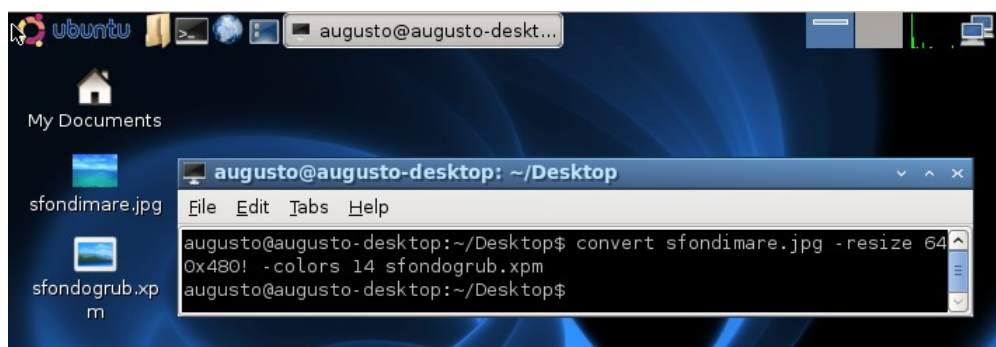 ubuntu
augusto@augusto-deskt...
My Documents
sfondimare.jpg
sfondogrub.xp
m
augusto@augusto-desktop: ~/Desktop
File Edit Tabs Help
augusto@augusto-desktop:~/Desktop$ convert sfondimare.jpg -resize 64
0x480! -colors 14 sfondogrub.xpm
augusto@augusto-desktop:~/Desktop$